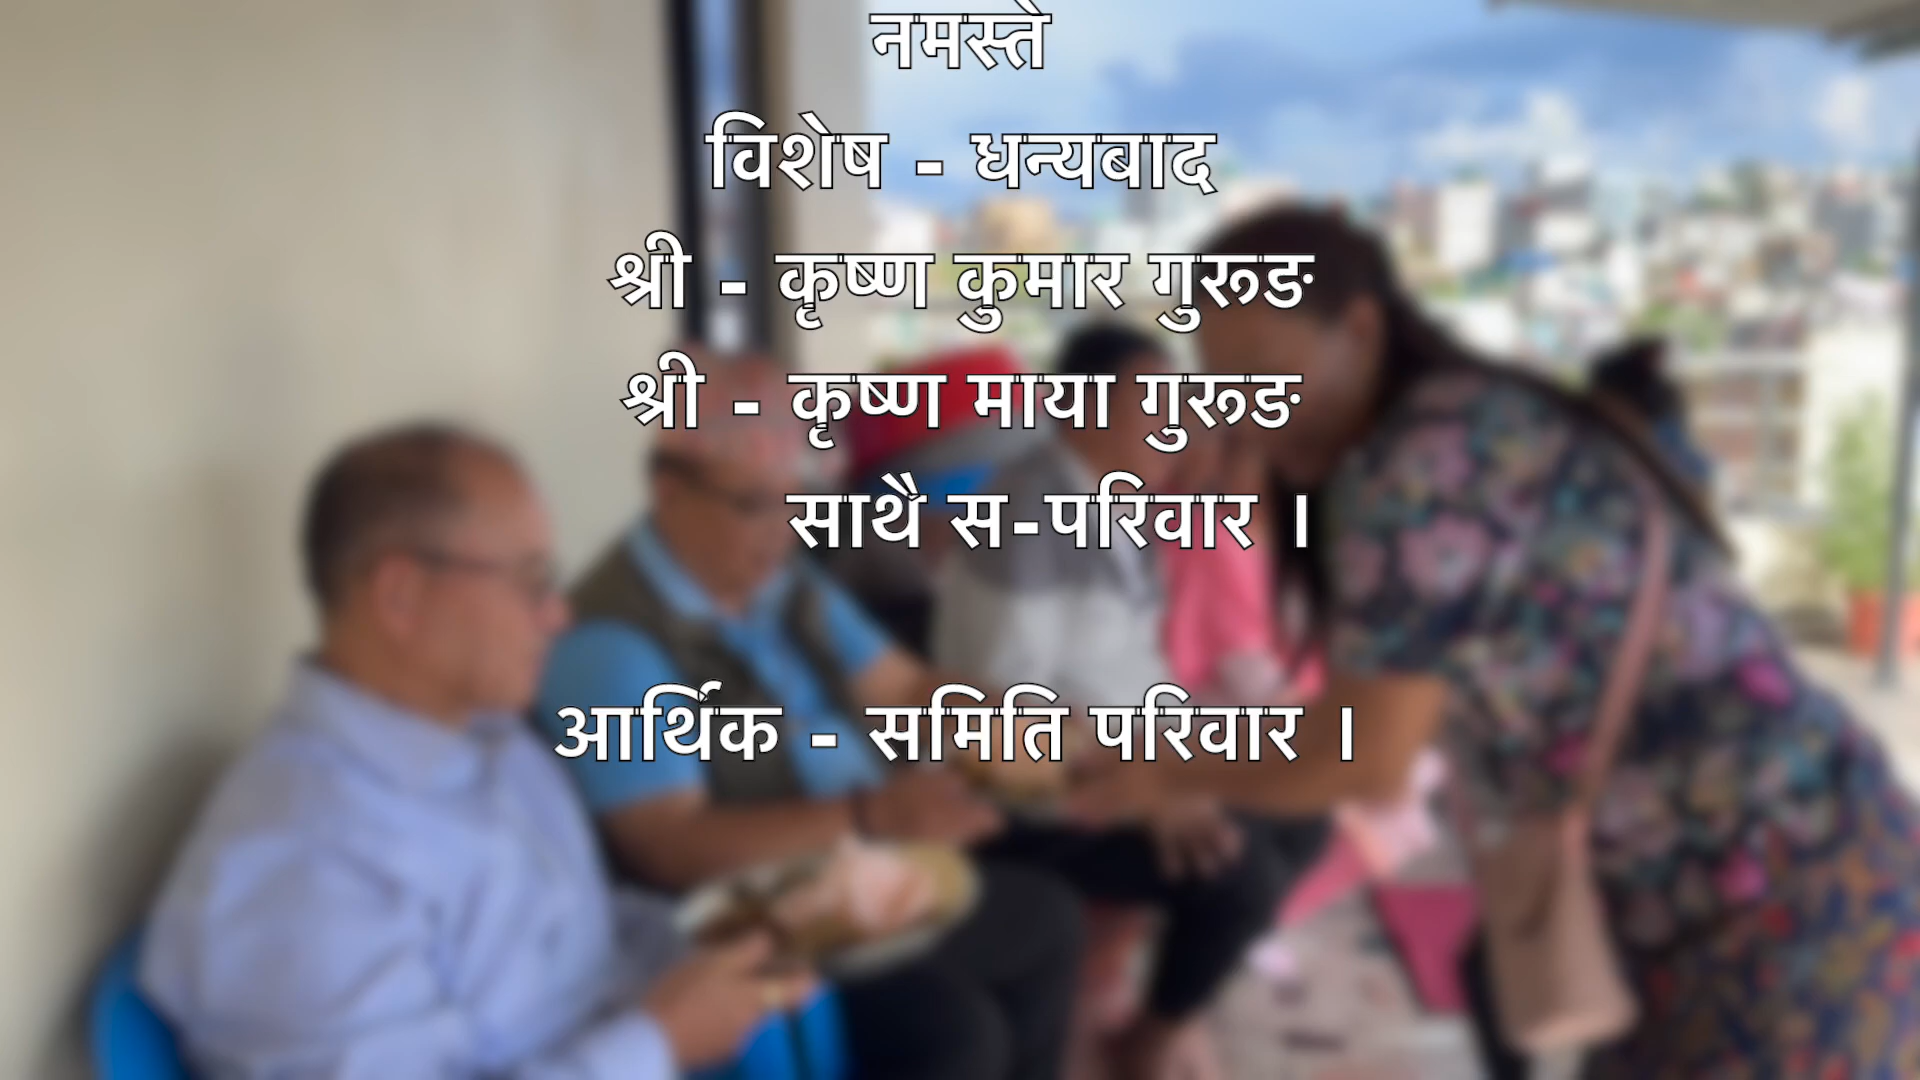 नमस्ते
विशेष - धन्यबाद
श्री - कृष्ण कुमार गुरूङ
श्री - कृष्ण माया गुरूङ
साथै स-परिवार ।
आर्थिक - समिति परिवार ।